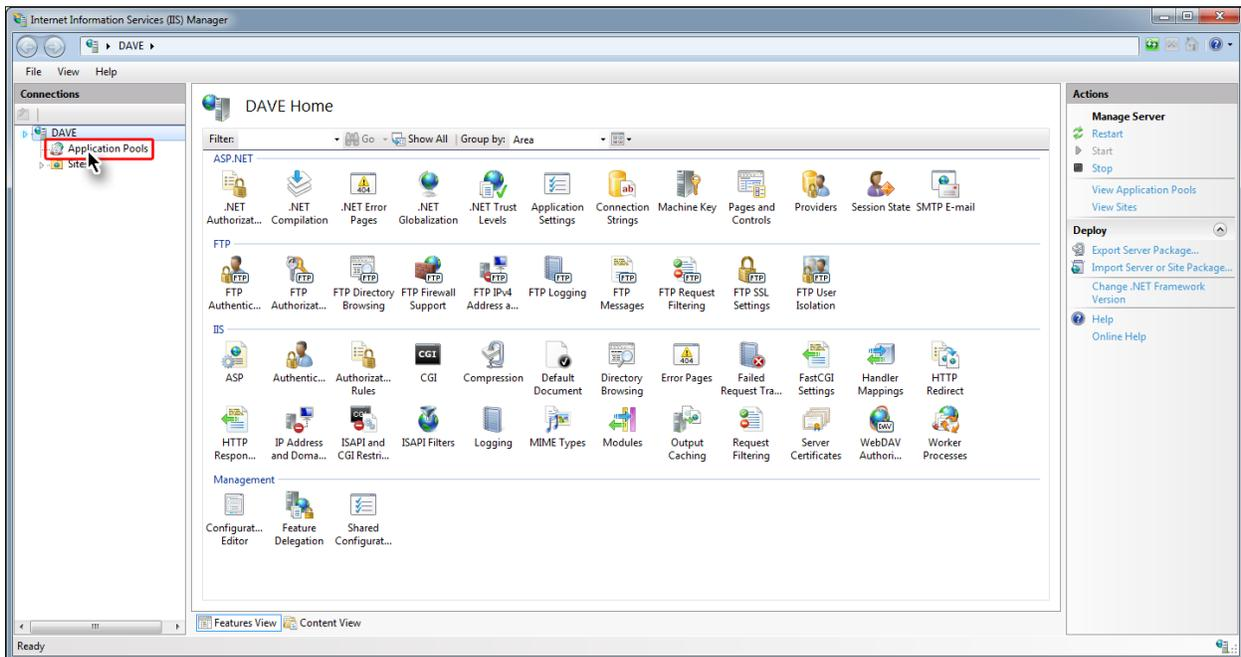 Internet Information Services (IIS) Manager
DAVE
File View Help
Connections
DAVE
Application Pools
Sites
DAVE Home
Filter: Go Show All Group by: Area
ASP.NET
.NET .NET .NET Error .NET .NET Trust Application Connection Machine Key Pages and Providers Session State SMTP E-mail
Authorizat... Compilation Pages Globalization Levels Settings Strings Controls
FTP
FTP FTP FTP Directory FTP Firewall FTP IPv4 FTP Logging FTP FTP Request FTP SSL FTP User
Authentic... Authorizat... Browsing Support Address a... Messages Filtering Settings Isolation
IIS
ASP Authentic... Authorizat... CGI Compression Default Directory Error Pages Failed FastCGI Handler HTTP
Rules Document Browsing Request Tra... Settings Mappings Redirect
HTTP IP Address ISAPI and ISAPI Filters Logging MIME Types Modules Output Request Server WebDAV Worker
Respon... and Doma... CGI Restri... Caching Filtering Certificates Authori... Processes
Management
Configurat... Feature Shared
Editor Delegation Configurat...
Features View Content View
Actions
Manage Server
Restart
Start
Stop
View Application Pools
View Sites
Deploy
Export Server Package...
Import Server or Site Package...
Change .NET Framework
Version
Help
Online Help
Ready